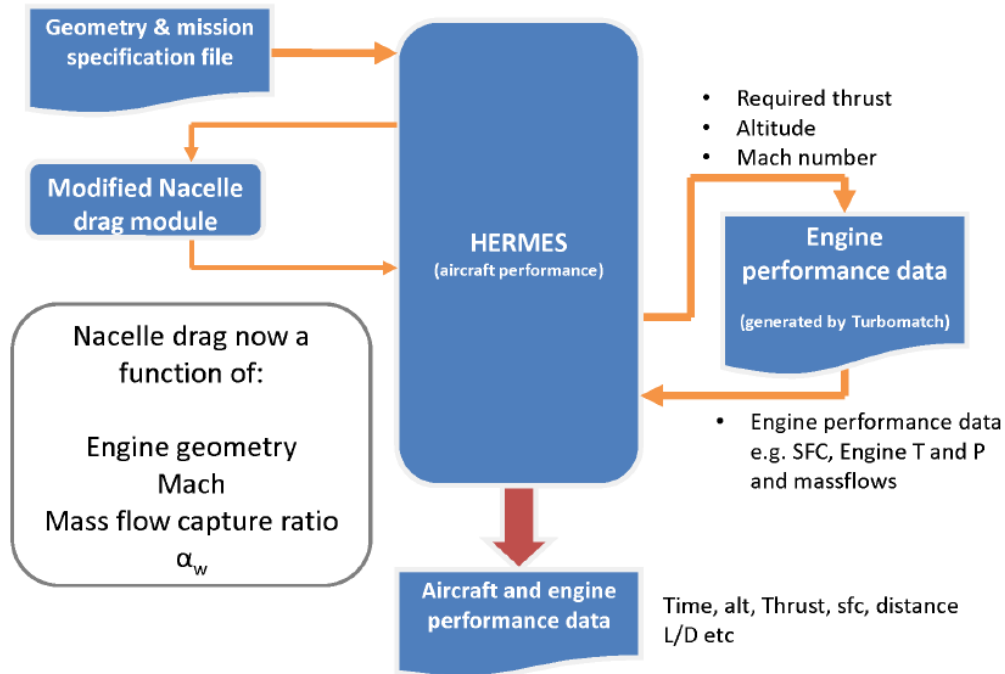 Geometry & mission
specification file
Modified Nacelle
drag module
Nacelle drag now a
function of:
Engine geometry
Mach
Mass flow capture ratio
α_w
HERMES
(aircraft performance)
• Required thrust
• Altitude
• Mach number
Engine
performance data
(generated by Turbomatch)
• Engine performance data
e.g. SFC, Engine T and P
and massflows
Aircraft and engine
performance data
Time, alt, Thrust, sfc, distance
L/D etc